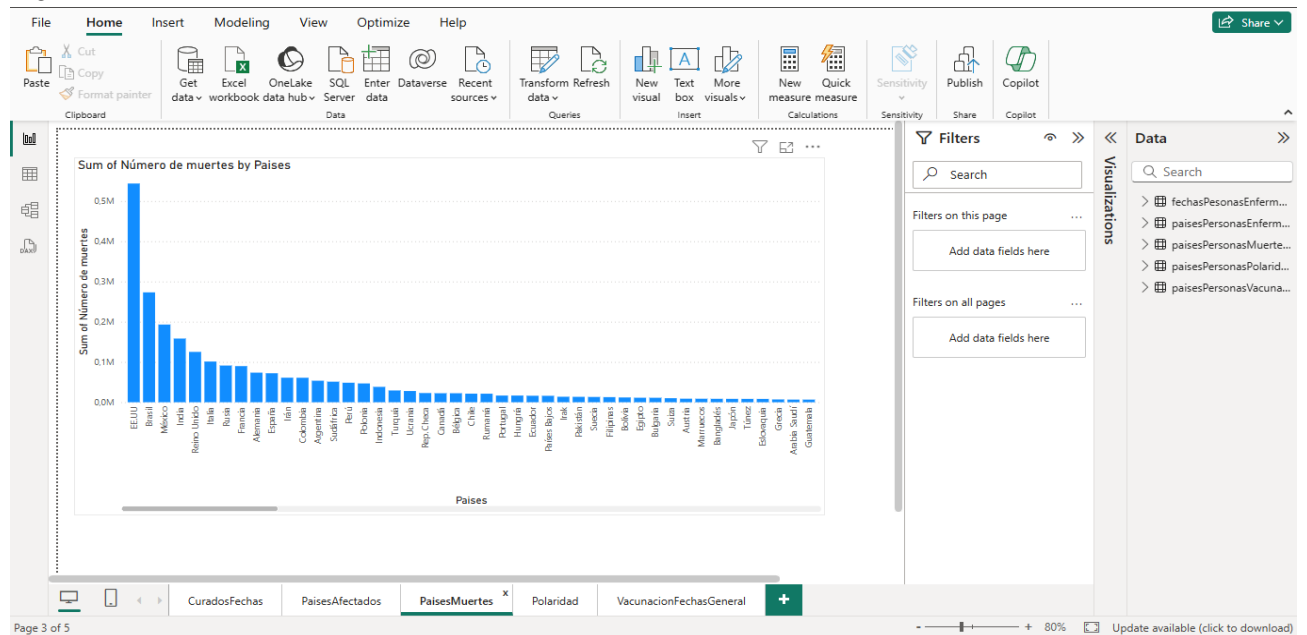 File Home Insert Modeling View Optimize Help Share
Paste
Cut
Copy
Format painter
Clipboard
Get data
Excel workbook
OneLake data hub
SQL Server
Enter data
Dataverse
Recent sources
Data
Transform data
Refresh
Queries
New visual
Text box
More visuals
Insert
New measure
Quick measure
Calculations
Sensitivity
Sensitivity
Publish
Share
Copilot
Copilot
Sum of Número de muertes by Paises
Sum of Número de muertes
0,5M
0,4M
0,3M
0,2M
0,1M
0,0M
EE.UU
Brasil
México
India
Reino Unido
Italia
Rusia
Francia
Alemania
España
Irán
Colombia
Argentina
Sudáfrica
Perú
Polonia
Indonesia
Turquía
Ucrania
Rep.Checa
Canadá
Bélgica
Chile
Rumanía
Portugal
Hungría
Ecuador
Países Bajos
Irak
Pakistán
Suecia
Filipinas
Bolivia
Egipto
Bulgaria
Suiza
Austria
Marruecos
Bangladés
Japón
Túnez
Eslovaquia
Grecia
Arabia Saudí
Guatemala
Paises
Filters
Search
Filters on this page
Add data fields here
Filters on all pages
Add data fields here
Visualizations
Data
Search
fechasPesonasEnferm...
paisesPersonasEnferm...
paisesPersonasMuerte...
paisesPersonasPolarid...
paisesPersonasVacuna...
CuradosFechas PaisesAfectados PaisesMuertes x Polaridad VacunacionFechasGeneral +
Page 3 of 5
- + 80%
Update available (click to download)